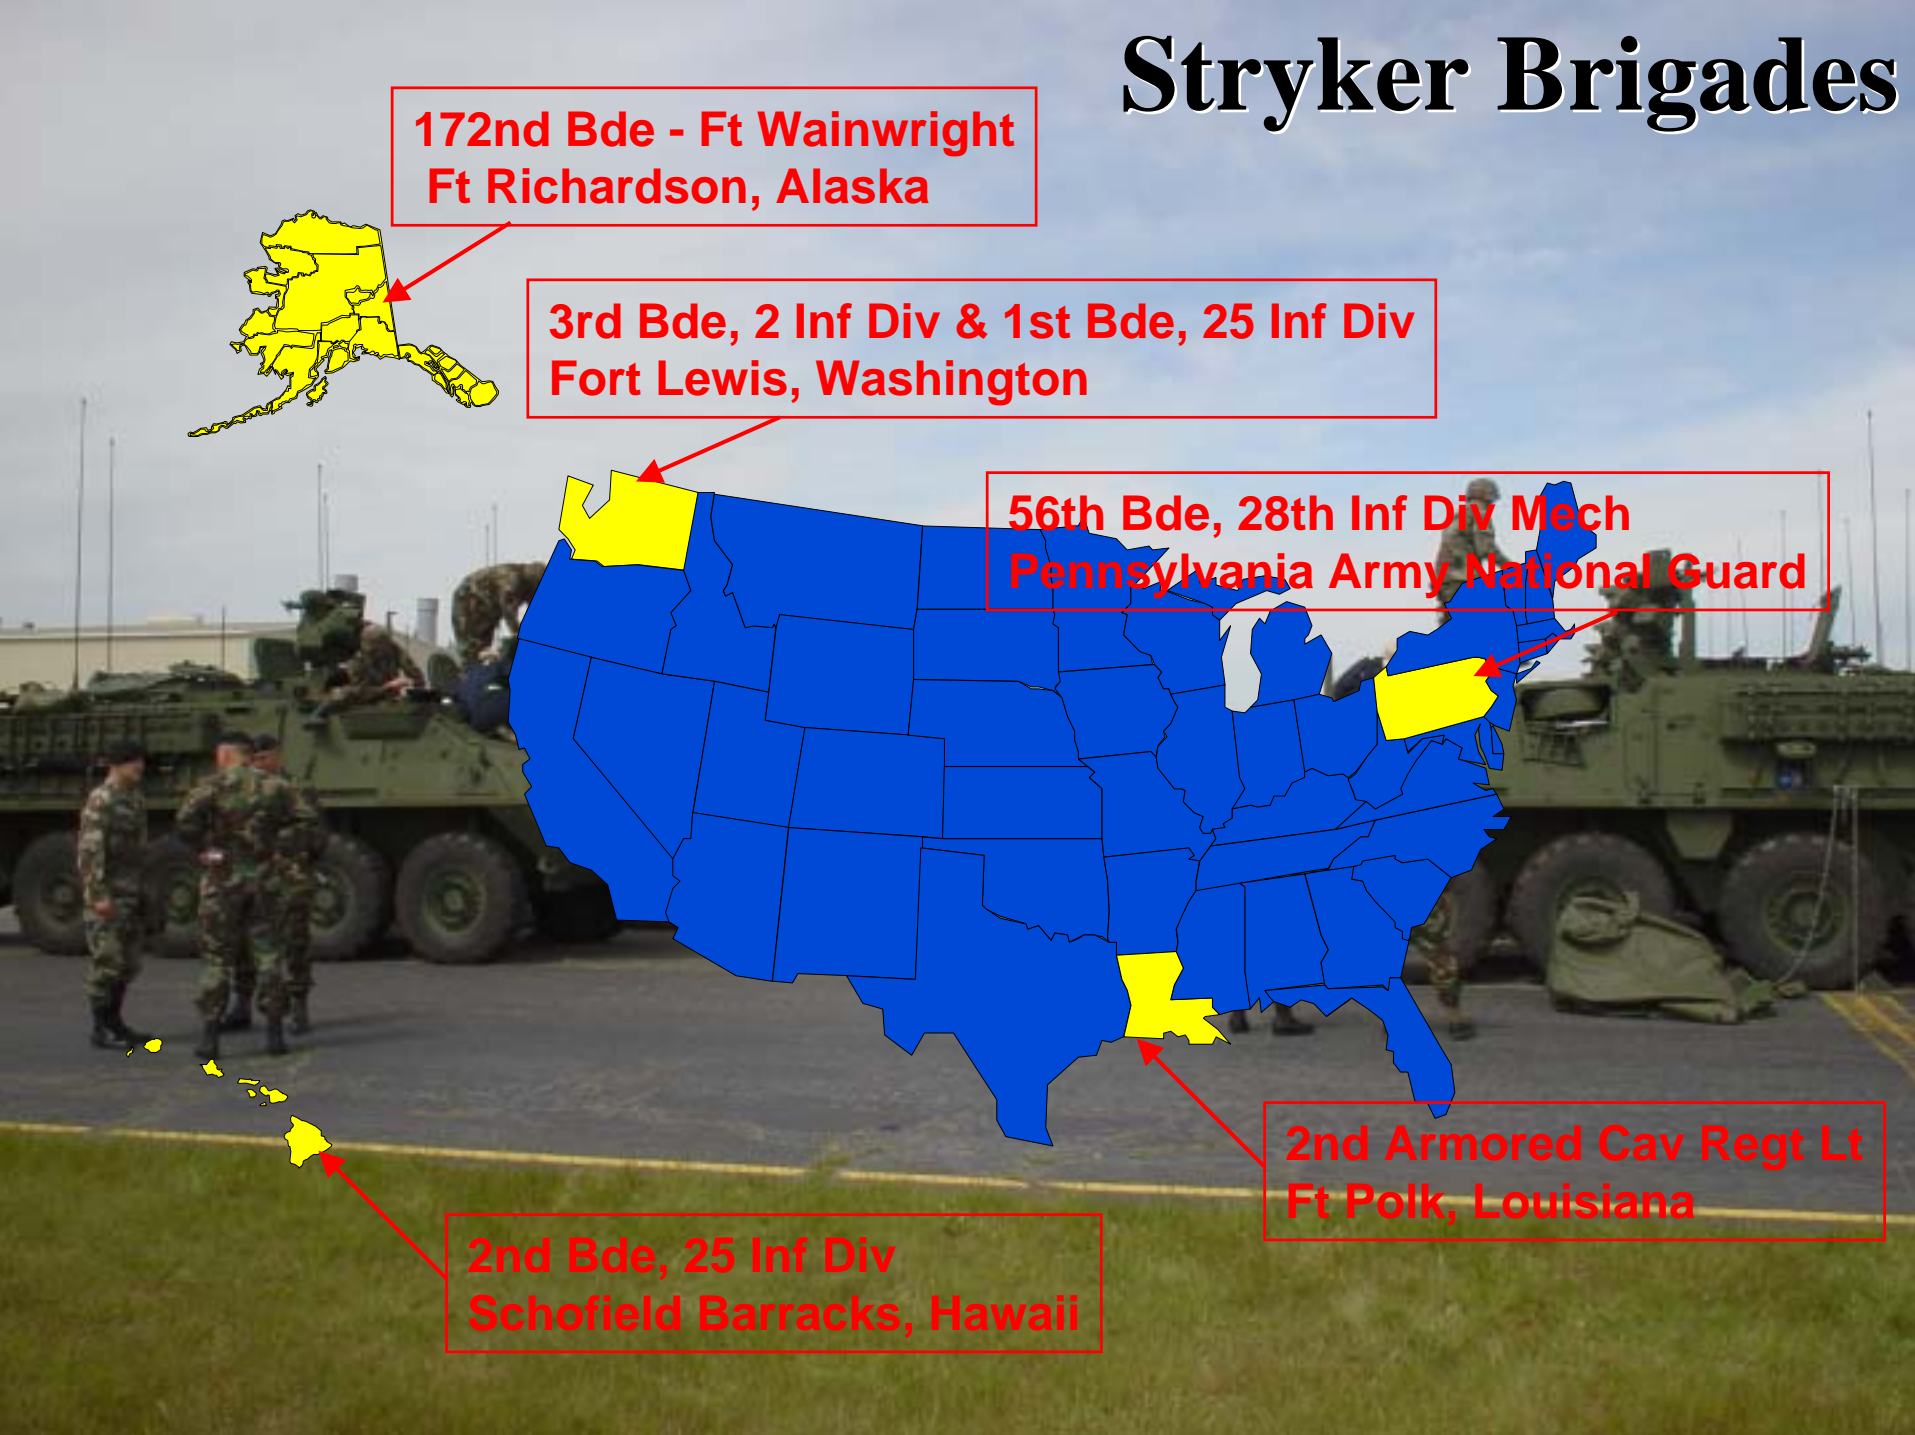 Stryker Brigades
172nd Bde - Ft Wainwright
Ft Richardson, Alaska
3rd Bde, 2 Inf Div & 1st Bde, 25 Inf Div
Fort Lewis, Washington
56th Bde, 28th Inf Div Mech
Pennsylvania Army National Guard
2nd Armored Cav Regt Lt
Ft Polk, Louisiana
2nd Bde, 25 Inf Div
Schofield Barracks, Hawaii